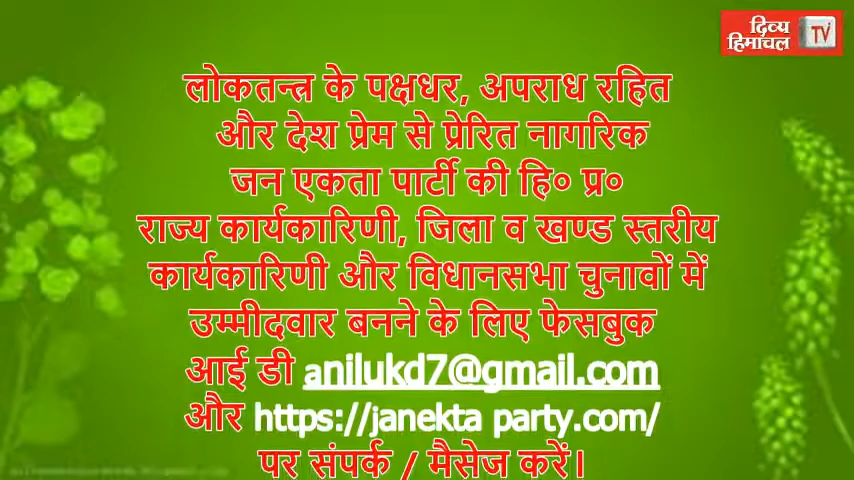 दिव्य
हिमाचल TV
लोकतन्त्र के पक्षधर, अपराध रहित
और देश प्रेम से प्रेरित नागरिक
जन एकता पार्टी की हि० प्र०
राज्य कार्यकारिणी, जिला व खण्ड स्तरीय
कार्यकारिणी और विधानसभा चुनावों में
उम्मीदवार बनने के लिए फेसबुक
आई डी anilukd7@gmail.com
और https://janekta party.com/
पर संपर्क / मैसेज करें।